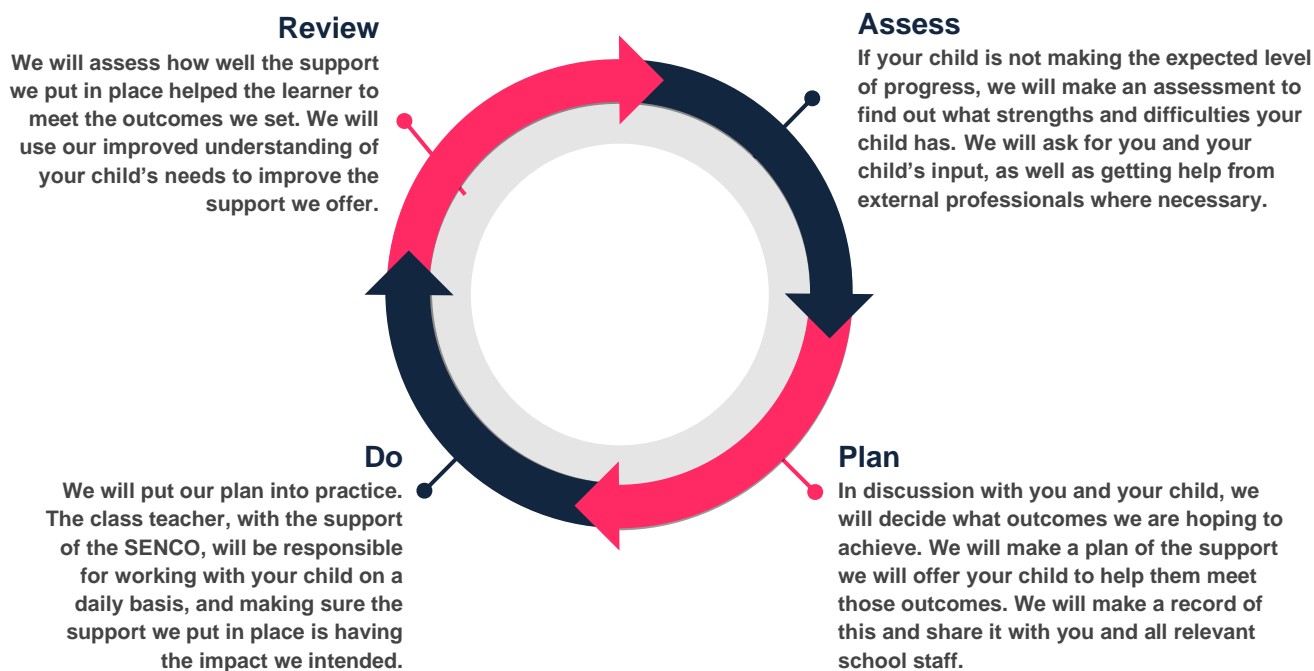 Review
We will assess how well the support
we put in place helped the learner to
meet the outcomes we set. We will
use our improved understanding of
your child’s needs to improve the
support we offer.
Assess
If your child is not making the expected level
of progress, we will make an assessment to
find out what strengths and difficulties your
child has. We will ask for you and your
child’s input, as well as getting help from
external professionals where necessary.
Do
We will put our plan into practice.
The class teacher, with the support
of the SENCO, will be responsible
for working with your child on a
daily basis, and making sure the
support we put in place is having
the impact we intended.
Plan
In discussion with you and your child, we
will decide what outcomes we are hoping to
achieve. We will make a plan of the support
we will offer your child to help them meet
those outcomes. We will make a record of
this and share it with you and all relevant
school staff.